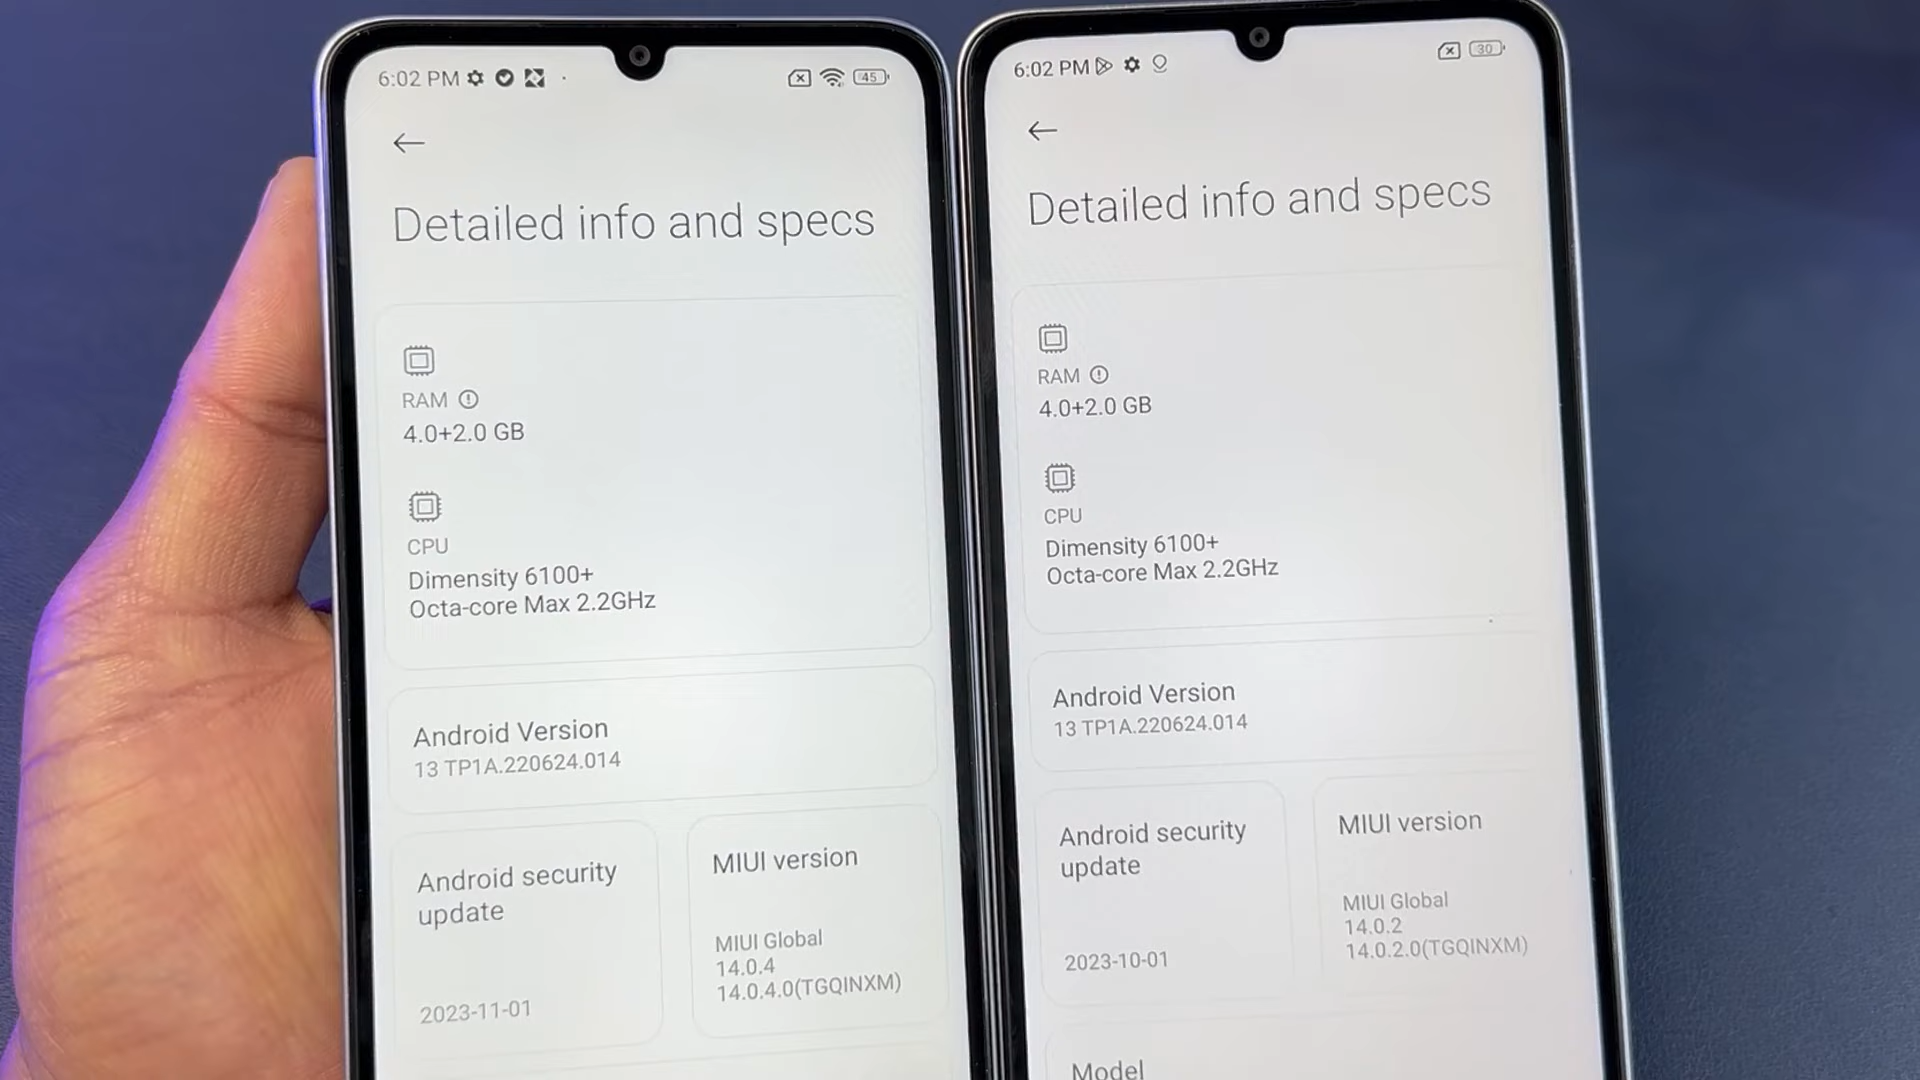 6:02 PM
45
Detailed info and specs
RAM
4.0+2.0 GB
CPU
Dimensity 6100+
Octa-core Max 2.2GHz
Android Version
13 TP1A.220624.014
Android security
update
2023-11-01
MIUI version
MIUI Global
14.0.4
14.0.4.0(TGQINXM)
6:02 PM
30
Detailed info and specs
RAM
4.0+2.0 GB
CPU
Dimensity 6100+
Octa-core Max 2.2GHz
Android Version
13 TP1A.220624.014
Android security
update
2023-10-01
MIUI version
MIUI Global
14.0.2
14.0.2.0(TGQINXM)
Model